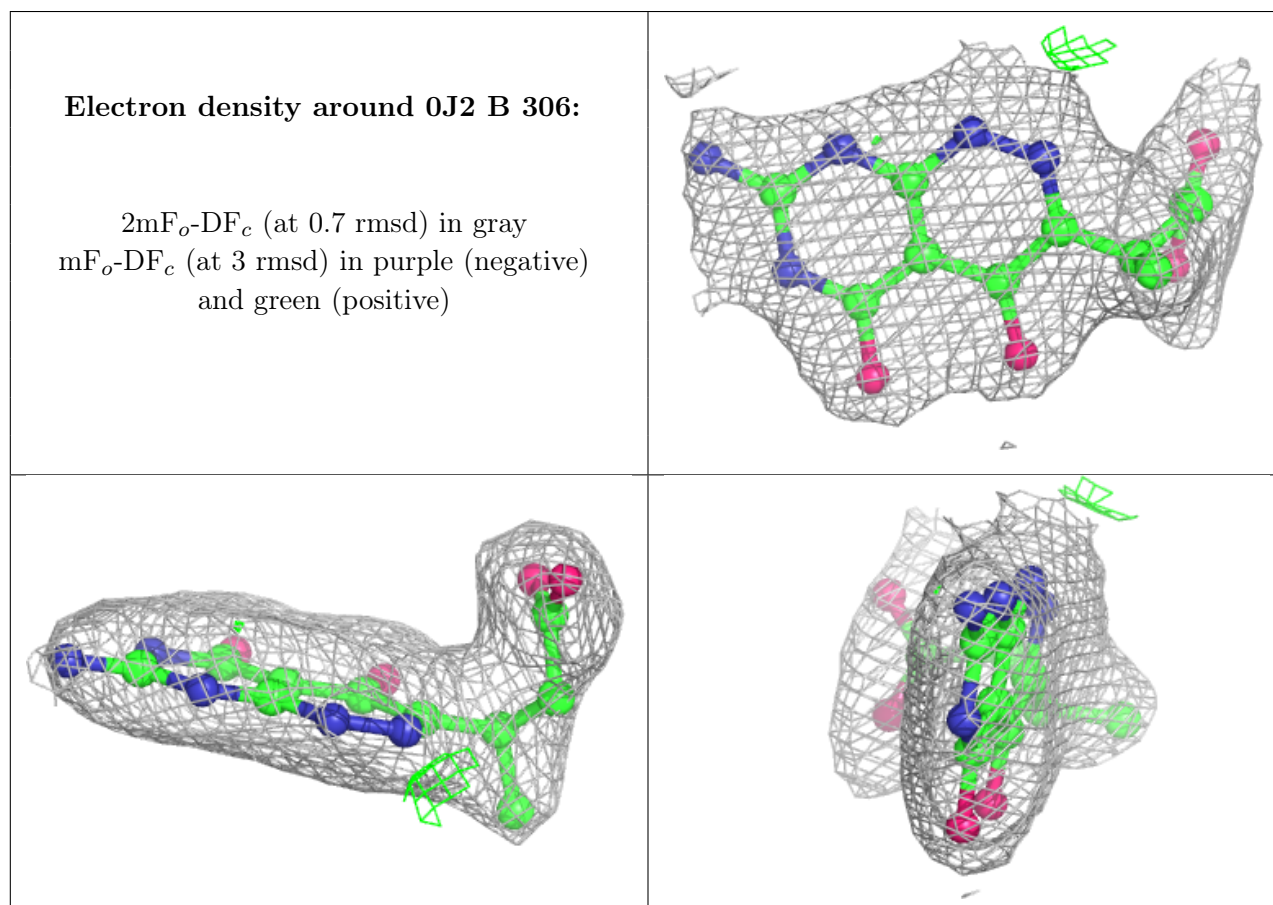 Electron density around 0J2 B 306:
2mFₒ-DF𝑐 (at 0.7 rmsd) in gray
mFₒ-DF𝑐 (at 3 rmsd) in purple (negative)
and green (positive)